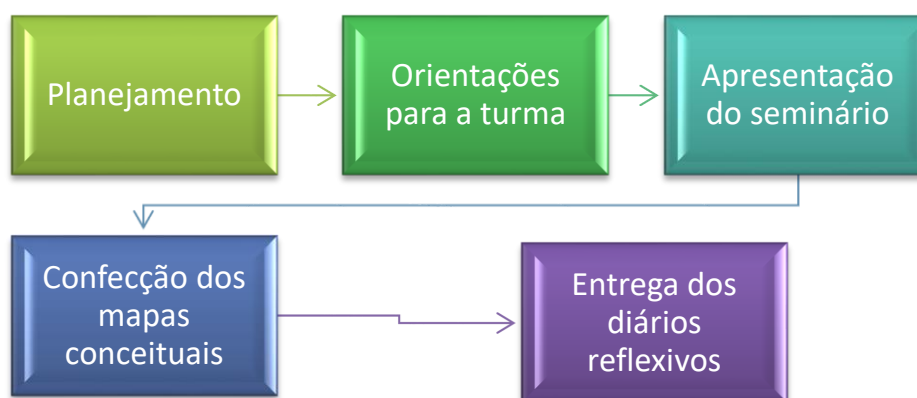 Planejamento
Orientações
para a turma
Apresentação
do seminário
Confecção dos
mapas
conceituais
Entrega dos
diários
reflexivos